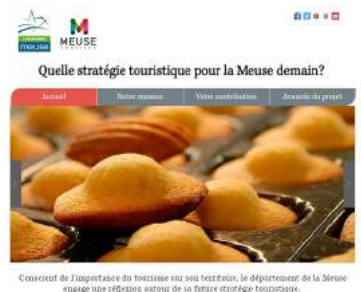 meuse
MEUSE
TOURISME
Quelle stratégie touristique pour la Meuse demain?
Accueil Notre mission Votre contribution Avancée du projet
Conscient de l'importance du tourisme sur son territoire, le département de la Meuse
engage une réflexion autour de sa future stratégie touristique.